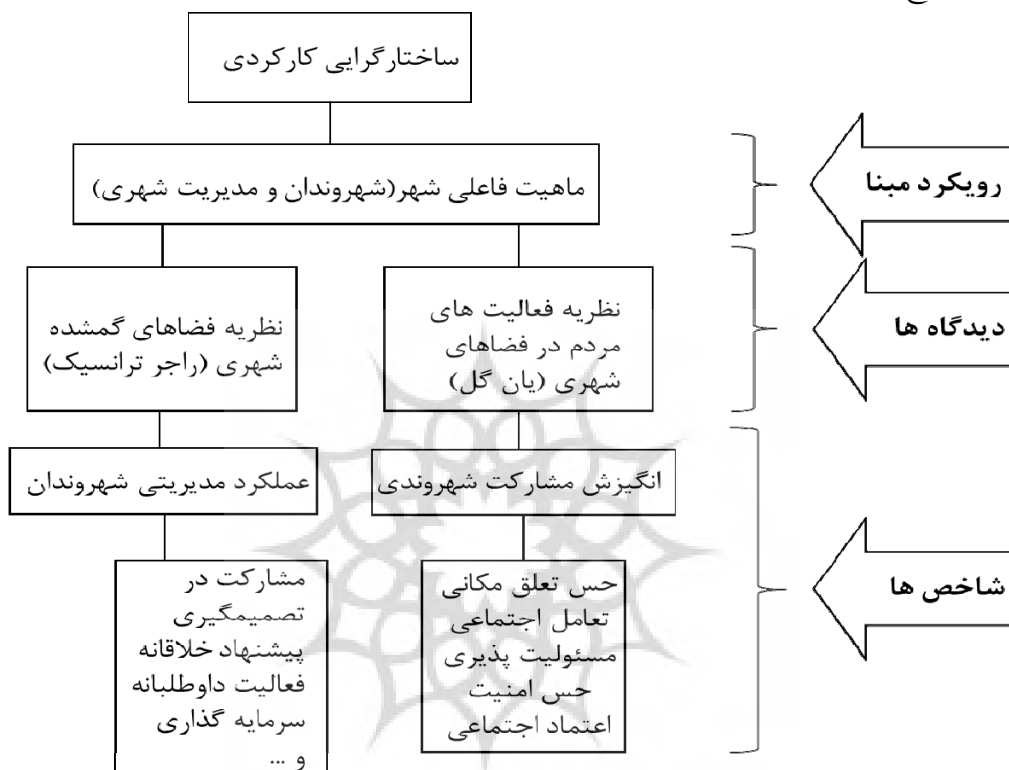 ساختارگرایی کارکردی
رویکرد مبنا
ماهیت فاعلی شهر(شهروندان و مدیریت شهری)
دیدگاه ها
نظریه فعالیت های
مردم در فضاهای
شهری (یان گل)
نظریه فضاهای گمشده
شهری (راجر ترانسیک)
شاخص ها
انگیزش مشارکت شهروندی
عملکرد مدیریتی شهروندان
حس تعلق مکانی
تعامل اجتماعی
مسئولیت پذیری
حس امنیت
اعتماد اجتماعی
مشارکت در
تصمیمگیری
پیشنهاد خلاقانه
فعالیت داوطلبانه
سرمایه گذاری
و ...